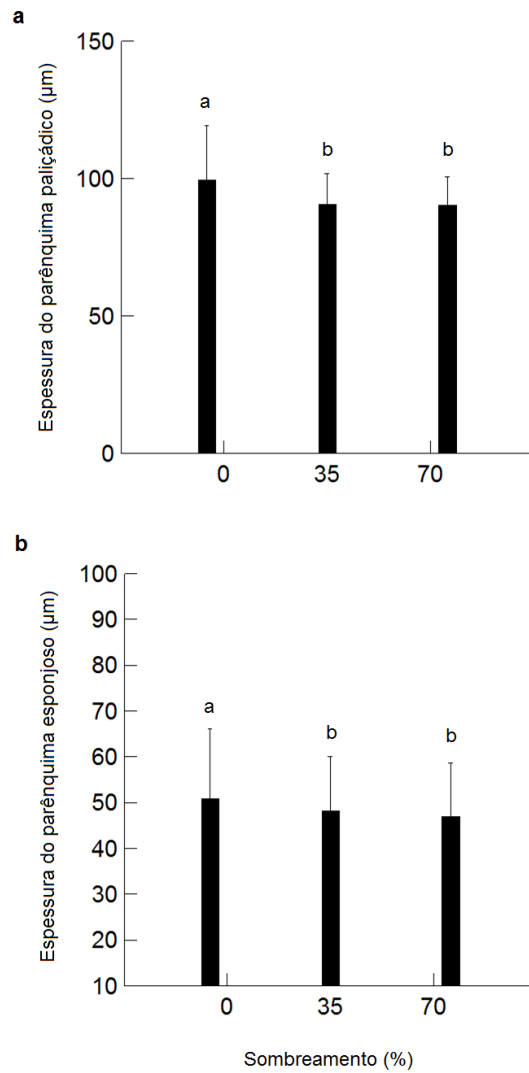 a
Espessura do parênquima paliçádico (µm)
150
100
50
0
a
b
b
0 35 70
b
Espessura do parênquima esponjoso (µm)
100
90
80
70
60
50
40
30
20
10
a
b
b
0 35 70
Sombreamento (%)